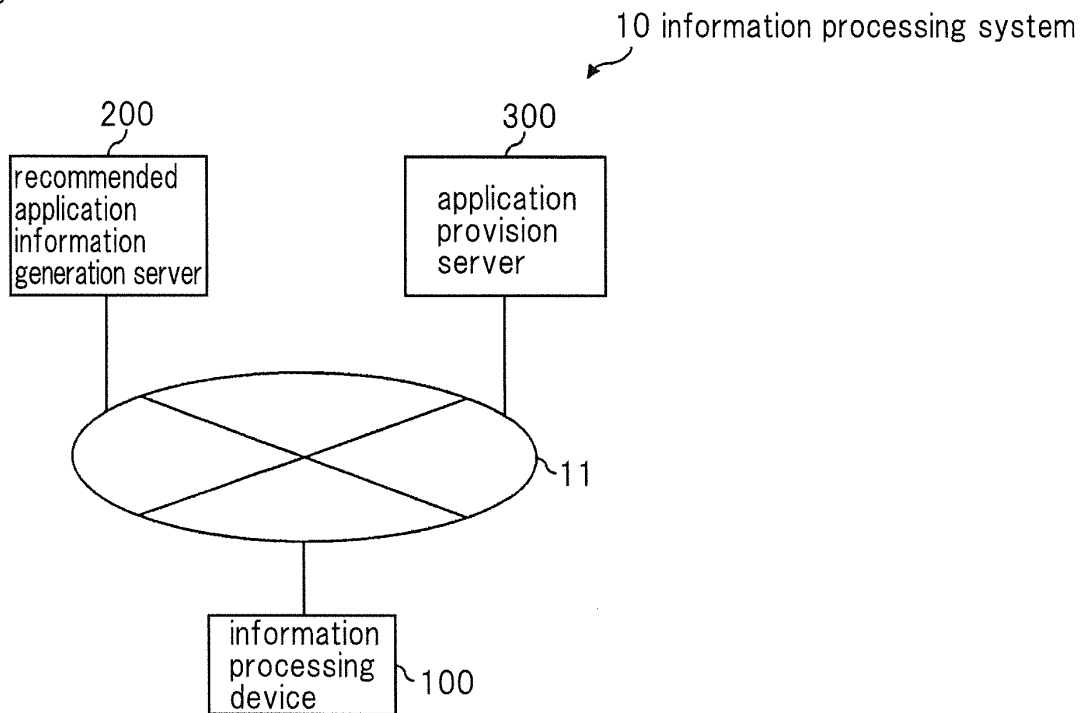 10 information processing system
200
recommended
application
information
generation server
300
application
provision
server
11
information
processing
device
100